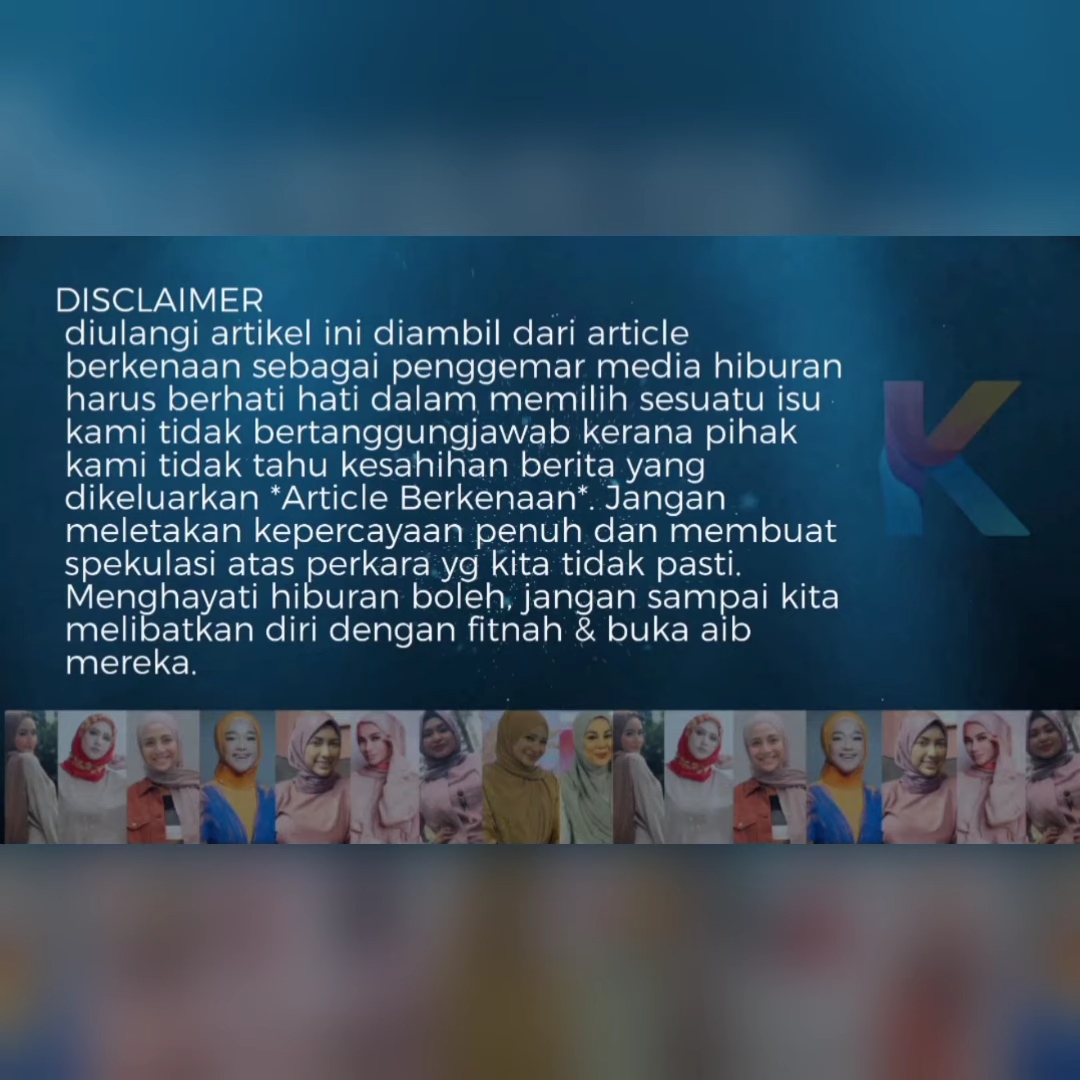 DISCLAIMER
diulangi artikel ini diambil dari article
berkenaan sebagai penggemar media hiburan
harus berhati hati dalam memilih sesuatu isu
kami tidak bertanggungjawab kerana pihak
kami tidak tahu kesahihan berita yang
dikeluarkan *Article Berkenaan*. Jangan
meletakan kepercayaan penuh dan membuat
spekulasi atas perkara yg kita tidak pasti.
Menghayati hiburan boleh, jangan sampai kita
melibatkan diri dengan fitnah & buka aib
mereka.
K